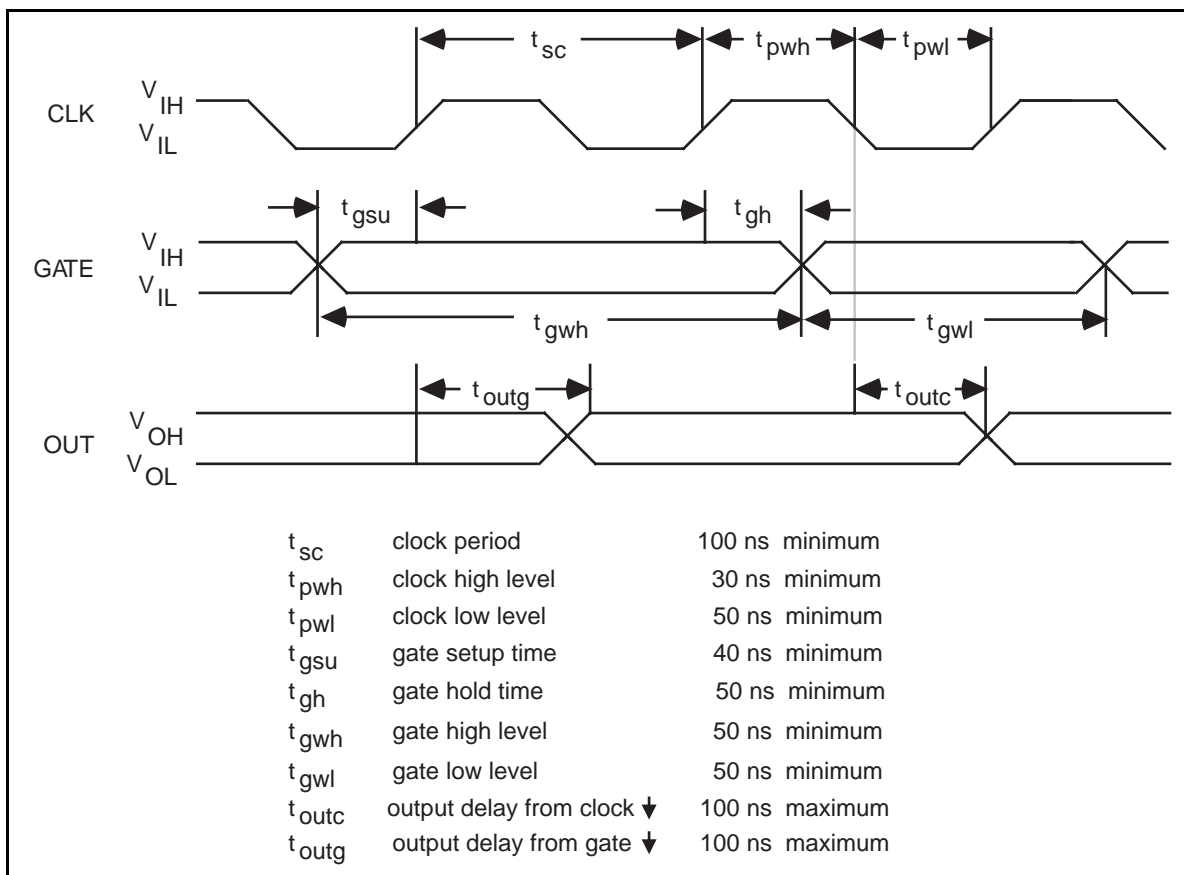 t sc t pwh t pwl
CLK V IH
V IL
t gsu t gh
GATE V IH
V IL
t gwh t gwl
t outg t outc
OUT V OH
V OL
t sc clock period 100 ns minimum
t pwh clock high level 30 ns minimum
t pwl clock low level 50 ns minimum
t gsu gate setup time 40 ns minimum
t gh gate hold time 50 ns minimum
t gwh gate high level 50 ns minimum
t gwl gate low level 50 ns minimum
t outc output delay from clock ↓ 100 ns maximum
t outg output delay from gate ↓ 100 ns maximum